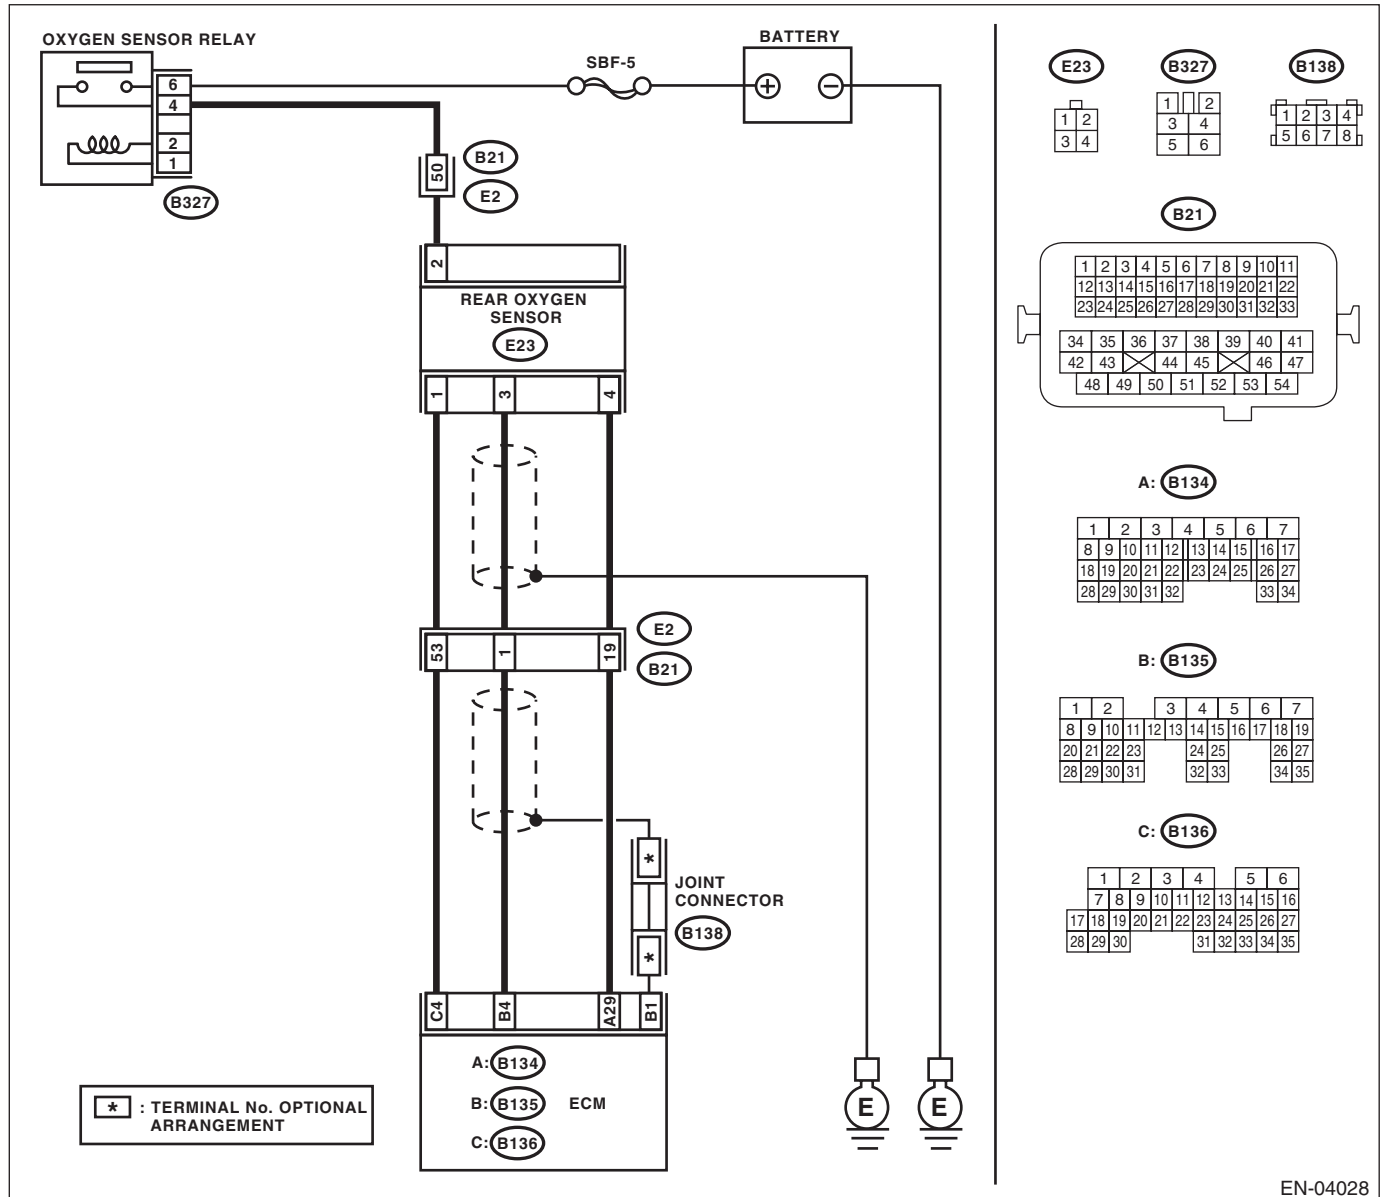 OXYGEN SENSOR RELAY
BATTERY
SBF-5
6
4
2
1
B327
+
−
50
B21
E2
2
REAR OXYGEN
SENSOR
E23
1 3 4
53 1 19
E2
B21
*
JOINT
CONNECTOR
B138
*
C4 B4 A29 B1
A: B134
B: B135 ECM
C: B136
* : TERMINAL No. OPTIONAL
ARRANGEMENT
E E
E23
1 2
3 4
B327
1 2
3 4
5 6
B138
1 2 3 4
5 6 7 8
B21
1 2 3 4 5 6 7 8 9 10 11
12 13 14 15 16 17 18 19 20 21 22
23 24 25 26 27 28 29 30 31 32 33
34 35 36 37 38 39 40 41
42 43 44 45 46 47
48 49 50 51 52 53 54
A: B134
1 2 3 4 5 6 7
8 9 10 11 12 13 14 15 16 17
18 19 20 21 22 23 24 25 26 27
28 29 30 31 32 33 34
B: B135
1 2 3 4 5 6 7
8 9 10 11 12 13 14 15 16 17 18 19
20 21 22 23 24 25 26 27
28 29 30 31 32 33 34 35
C: B136
1 2 3 4 5 6
7 8 9 10 11 12 13 14 15 16
17 18 19 20 21 22 23 24 25 26 27
28 29 30 31 32 33 34 35
EN-04028